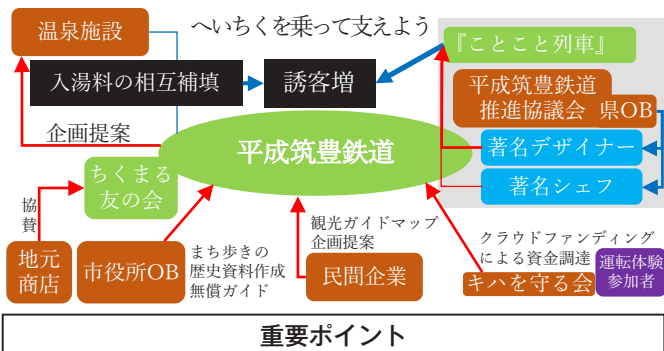 温泉施設
へいちくを乗って支えよう
『ことこと列車』
入湯料の相互補填
誘客増
平成筑豊鉄道
推進協議会 県OB
企画提案
平成筑豊鉄道
著名デザイナー
著名シェフ
ちくまる
友の会
協賛
地元
商店
市役所OB
まち歩きの
歴史資料作成
無償ガイド
観光ガイドマップ
企画提案
民間企業
クラウドファンディング
による資金調達
キハを守る会
運転体験
参加者
重要ポイント